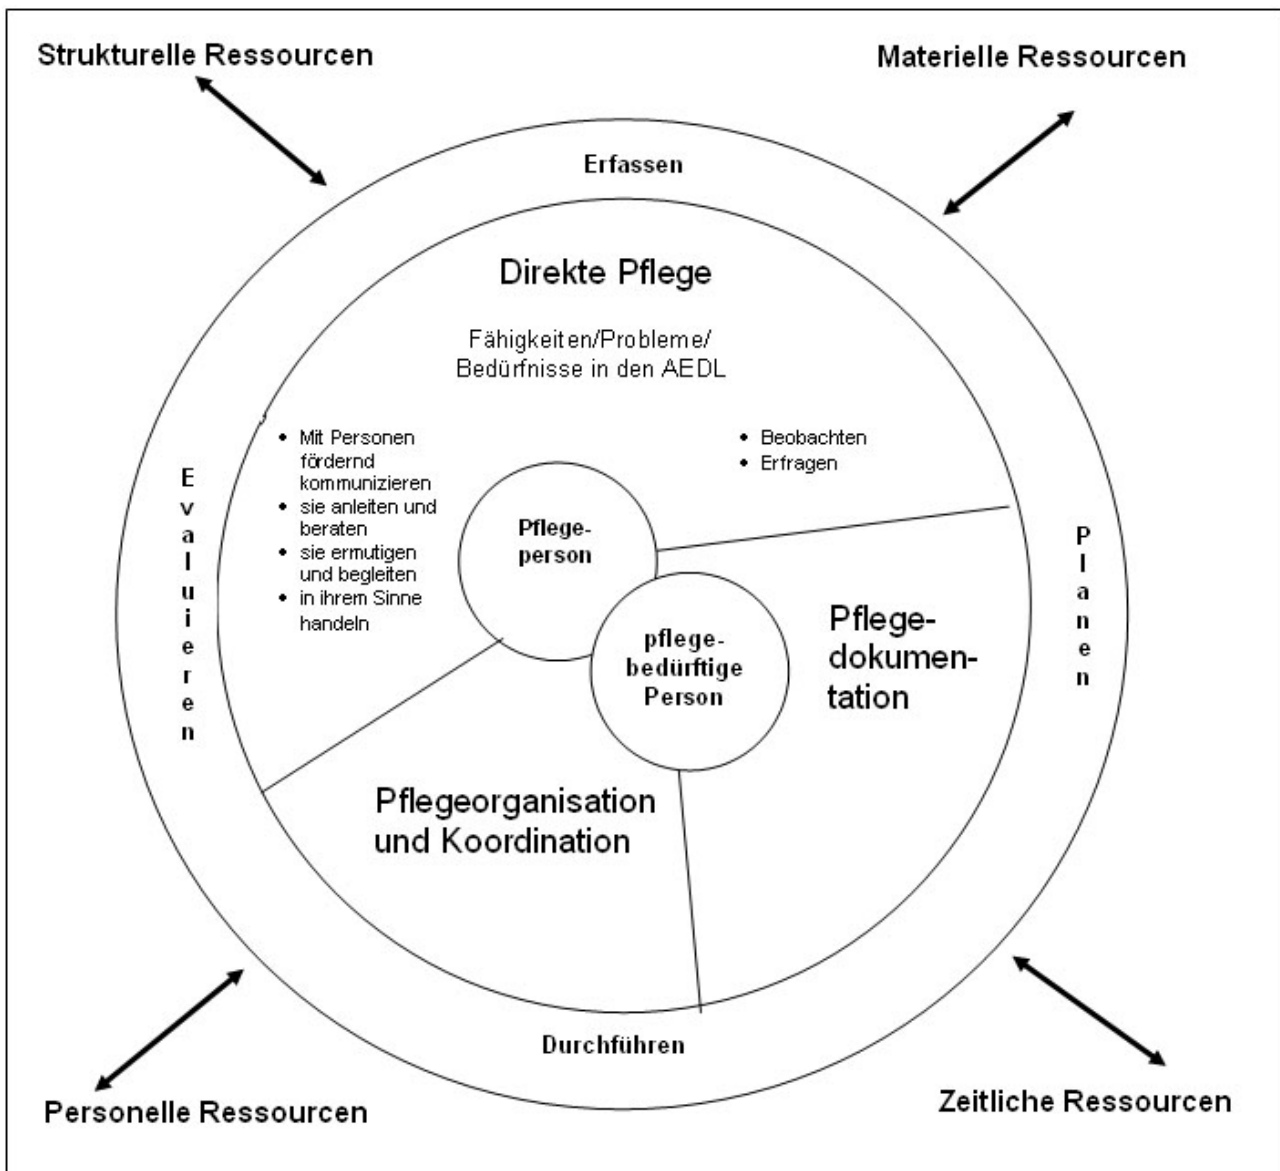 Strukturelle Ressourcen
Materielle Ressourcen
Erfassen
Direkte Pflege
Fähigkeiten/Probleme/
Bedürfnisse in den AEDL
• Mit Personen
fördernd
kommunizieren
• sie anleiten und
beraten
• sie ermutigen
und begleiten
• in ihrem Sinne
handeln
• Beobachten
• Erfragen
Evaluieren
Pflege-
person
pflege-
bedürftige
Person
Pflege-
dokumen-
tation
Planen
Pflegeorganisation
und Koordination
Durchführen
Personelle Ressourcen
Zeitliche Ressourcen